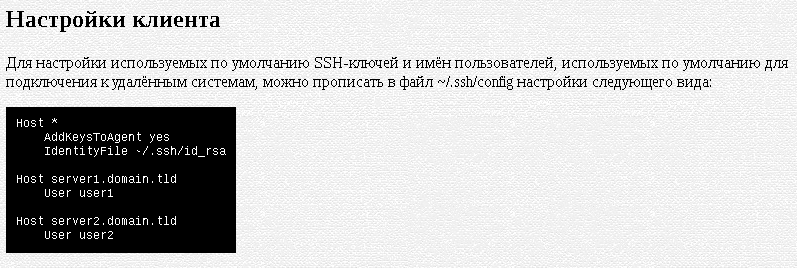 Настройки клиента
Для настройки используемых по умолчанию SSH-ключей и имён пользователей, используемых по умолчанию для
подключения к удалённым системам, можно прописать в файл ~/.ssh/config настройки следующего вида:
Host *
    AddKeysToAgent yes
    IdentityFile ~/.ssh/id_rsa
Host server1.domain.tld
    User user1
Host server2.domain.tld
    User user2